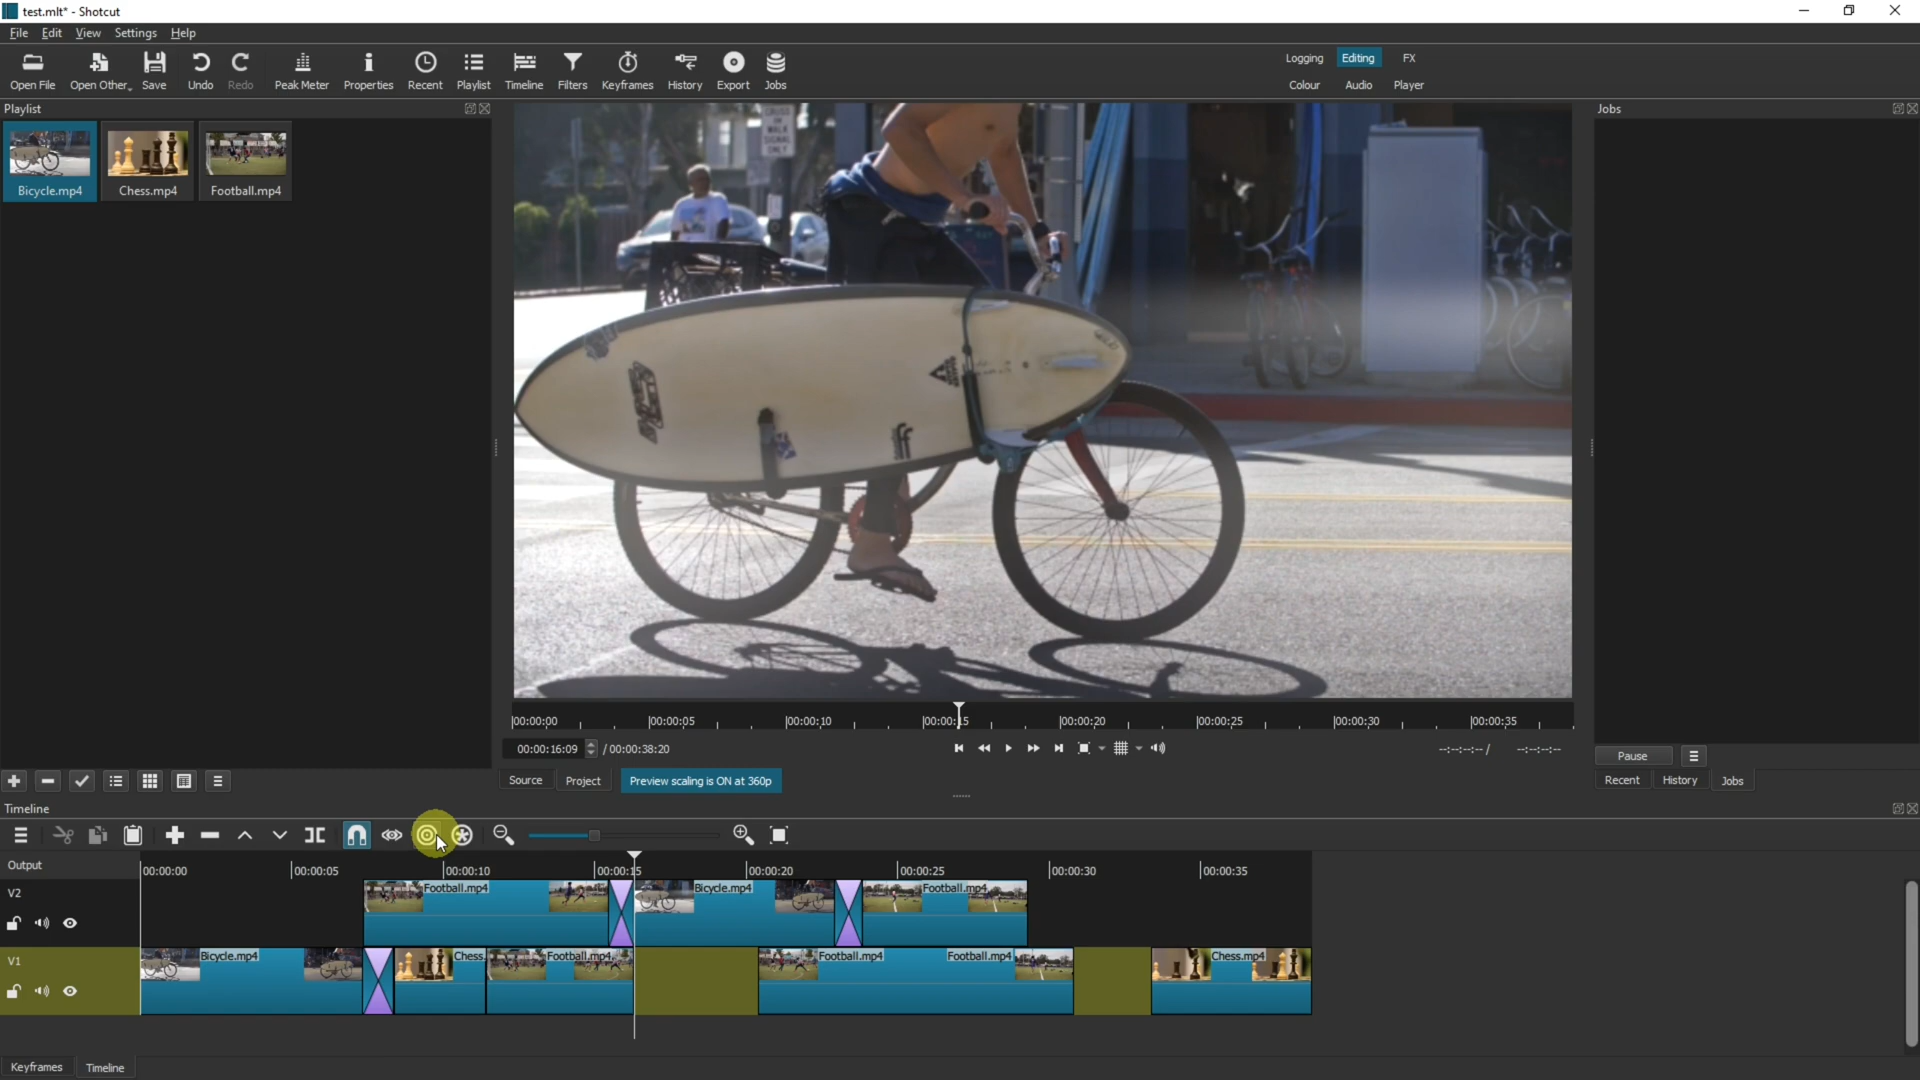 test.mlt* - Shotcut
File Edit View Settings Help
Open File Open Other Save Undo Redo Peak Meter Properties Recent Playlist Timeline Filters Keyframes History Export Jobs
Logging Editing FX
Colour Audio Player
Playlist
Jobs
Bicycle.mp4 Chess.mp4 Football.mp4
WALK
SIGNAL
ONLY
00:00:00 00:00:05 00:00:10 00:00:15 00:00:20 00:00:25 00:00:30 00:00:35
00:00:16:09 / 00:00:38:20
--:--:--:-- / --:--:--:--
Pause
Source Project Preview scaling is ON at 360p
Recent History Jobs
Timeline
Output
00:00:00 00:00:05 00:00:10 00:00:15 00:00:20 00:00:25 00:00:30 00:00:35
V2
Football.mp4 Bicycle.mp4 Football.mp4
V1
Bicycle.mp4 Chess. Football.mp4 Football.mp4 Football.mp4 Chess.mp4
Keyframes Timeline